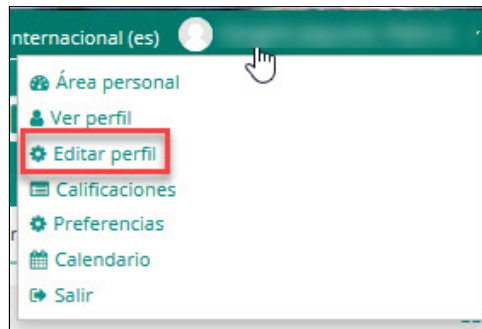 nternacional (es)
Área personal
Ver perfil
Editar perfil
Calificaciones
Preferencias
Calendario
Salir